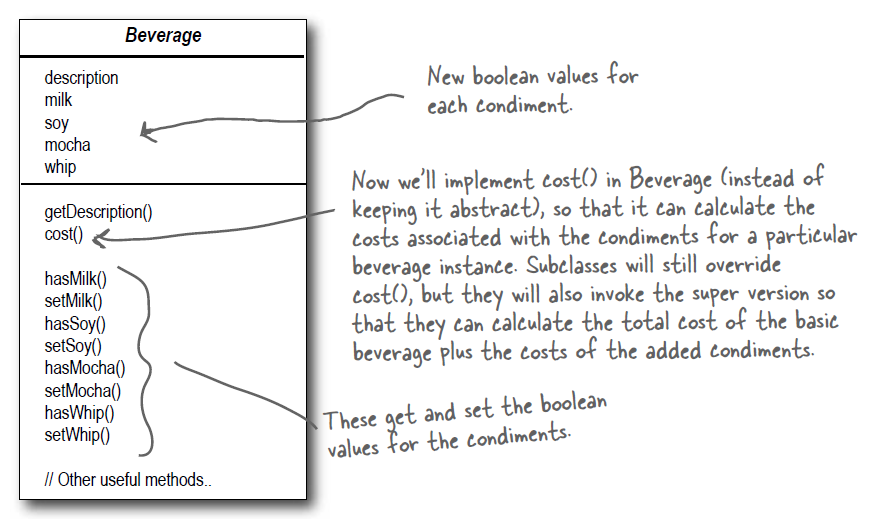 Beverage
description
milk
soy
mocha
whip
getDescription()
cost()
hasMilk()
setMilk()
hasSoy()
setSoy()
hasMocha()
setMocha()
hasWhip()
setWhip()
// Other useful methods..
New boolean values for
each condiment.
Now we'll implement cost() in Beverage (instead of
keeping it abstract), so that it can calculate the
costs associated with the condiments for a particular
beverage instance. Subclasses will still override
cost(), but they will also invoke the super version so
that they can calculate the total cost of the basic
beverage plus the costs of the added condiments.
These get and set the boolean
values for the condiments.